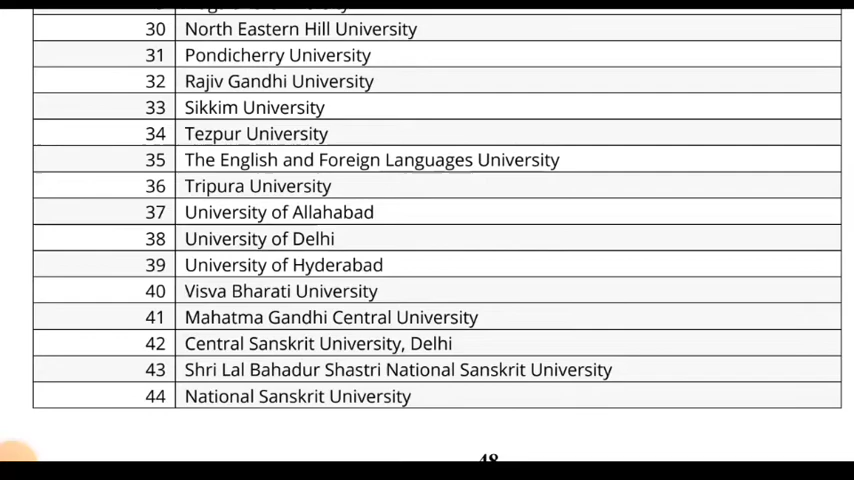 30 North Eastern Hill University
31 Pondicherry University
32 Rajiv Gandhi University
33 Sikkim University
34 Tezpur University
35 The English and Foreign Languages University
36 Tripura University
37 University of Allahabad
38 University of Delhi
39 University of Hyderabad
40 Visva Bharati University
41 Mahatma Gandhi Central University
42 Central Sanskrit University, Delhi
43 Shri Lal Bahadur Shastri National Sanskrit University
44 National Sanskrit University
48